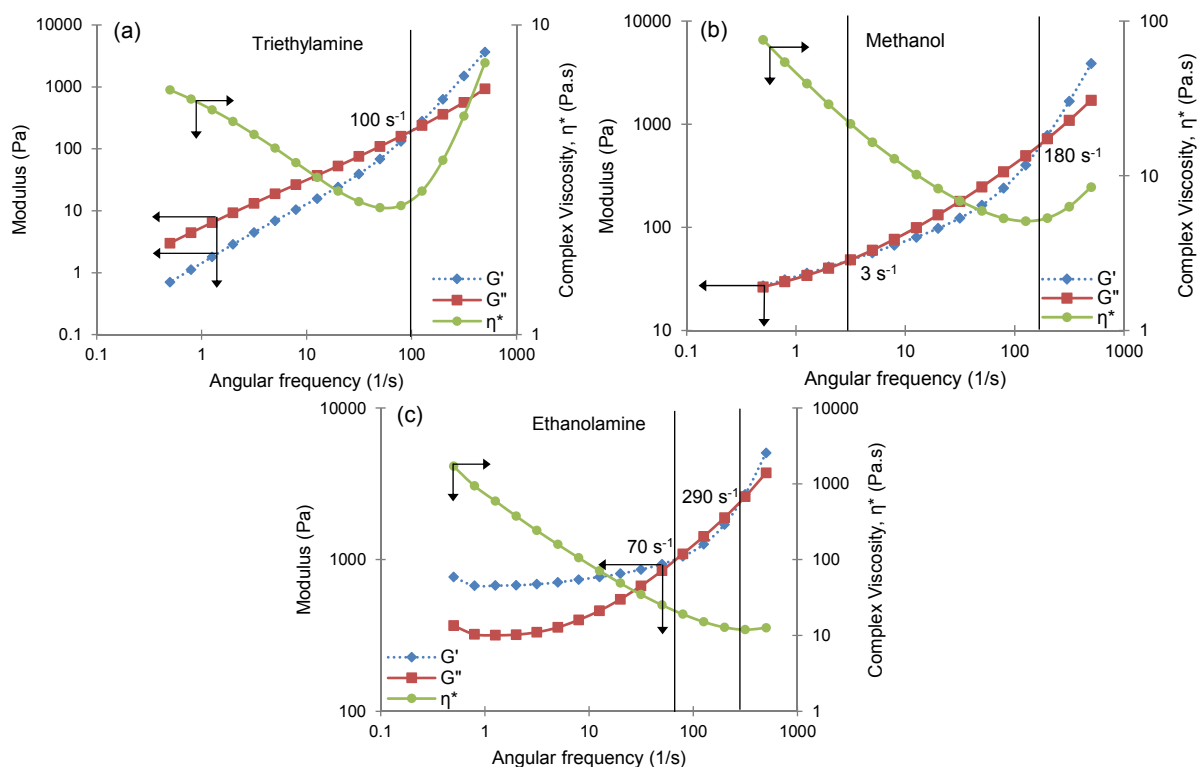 (a)
Triethylamine
100 s⁻¹
10000
1000
100
10
1
0.1
10
1
0.1
1
10
100
1000
Modulus (Pa)
Complex Viscosity, η* (Pa.s)
Angular frequency (1/s)
G'
G"
η*
(b)
Methanol
180 s⁻¹
3 s⁻¹
10000
1000
100
10
100
10
1
0.1
1
10
100
1000
Modulus (Pa)
Complex Viscosity, η* (Pa.s)
Angular frequency (1/s)
G'
G"
η*
(c)
Ethanolamine
290 s⁻¹
70 s⁻¹
10000
1000
100
10000
1000
100
10
1
0.1
1
10
100
1000
Modulus (Pa)
Complex Viscosity, η* (Pa.s)
Angular frequency (1/s)
G'
G"
η*